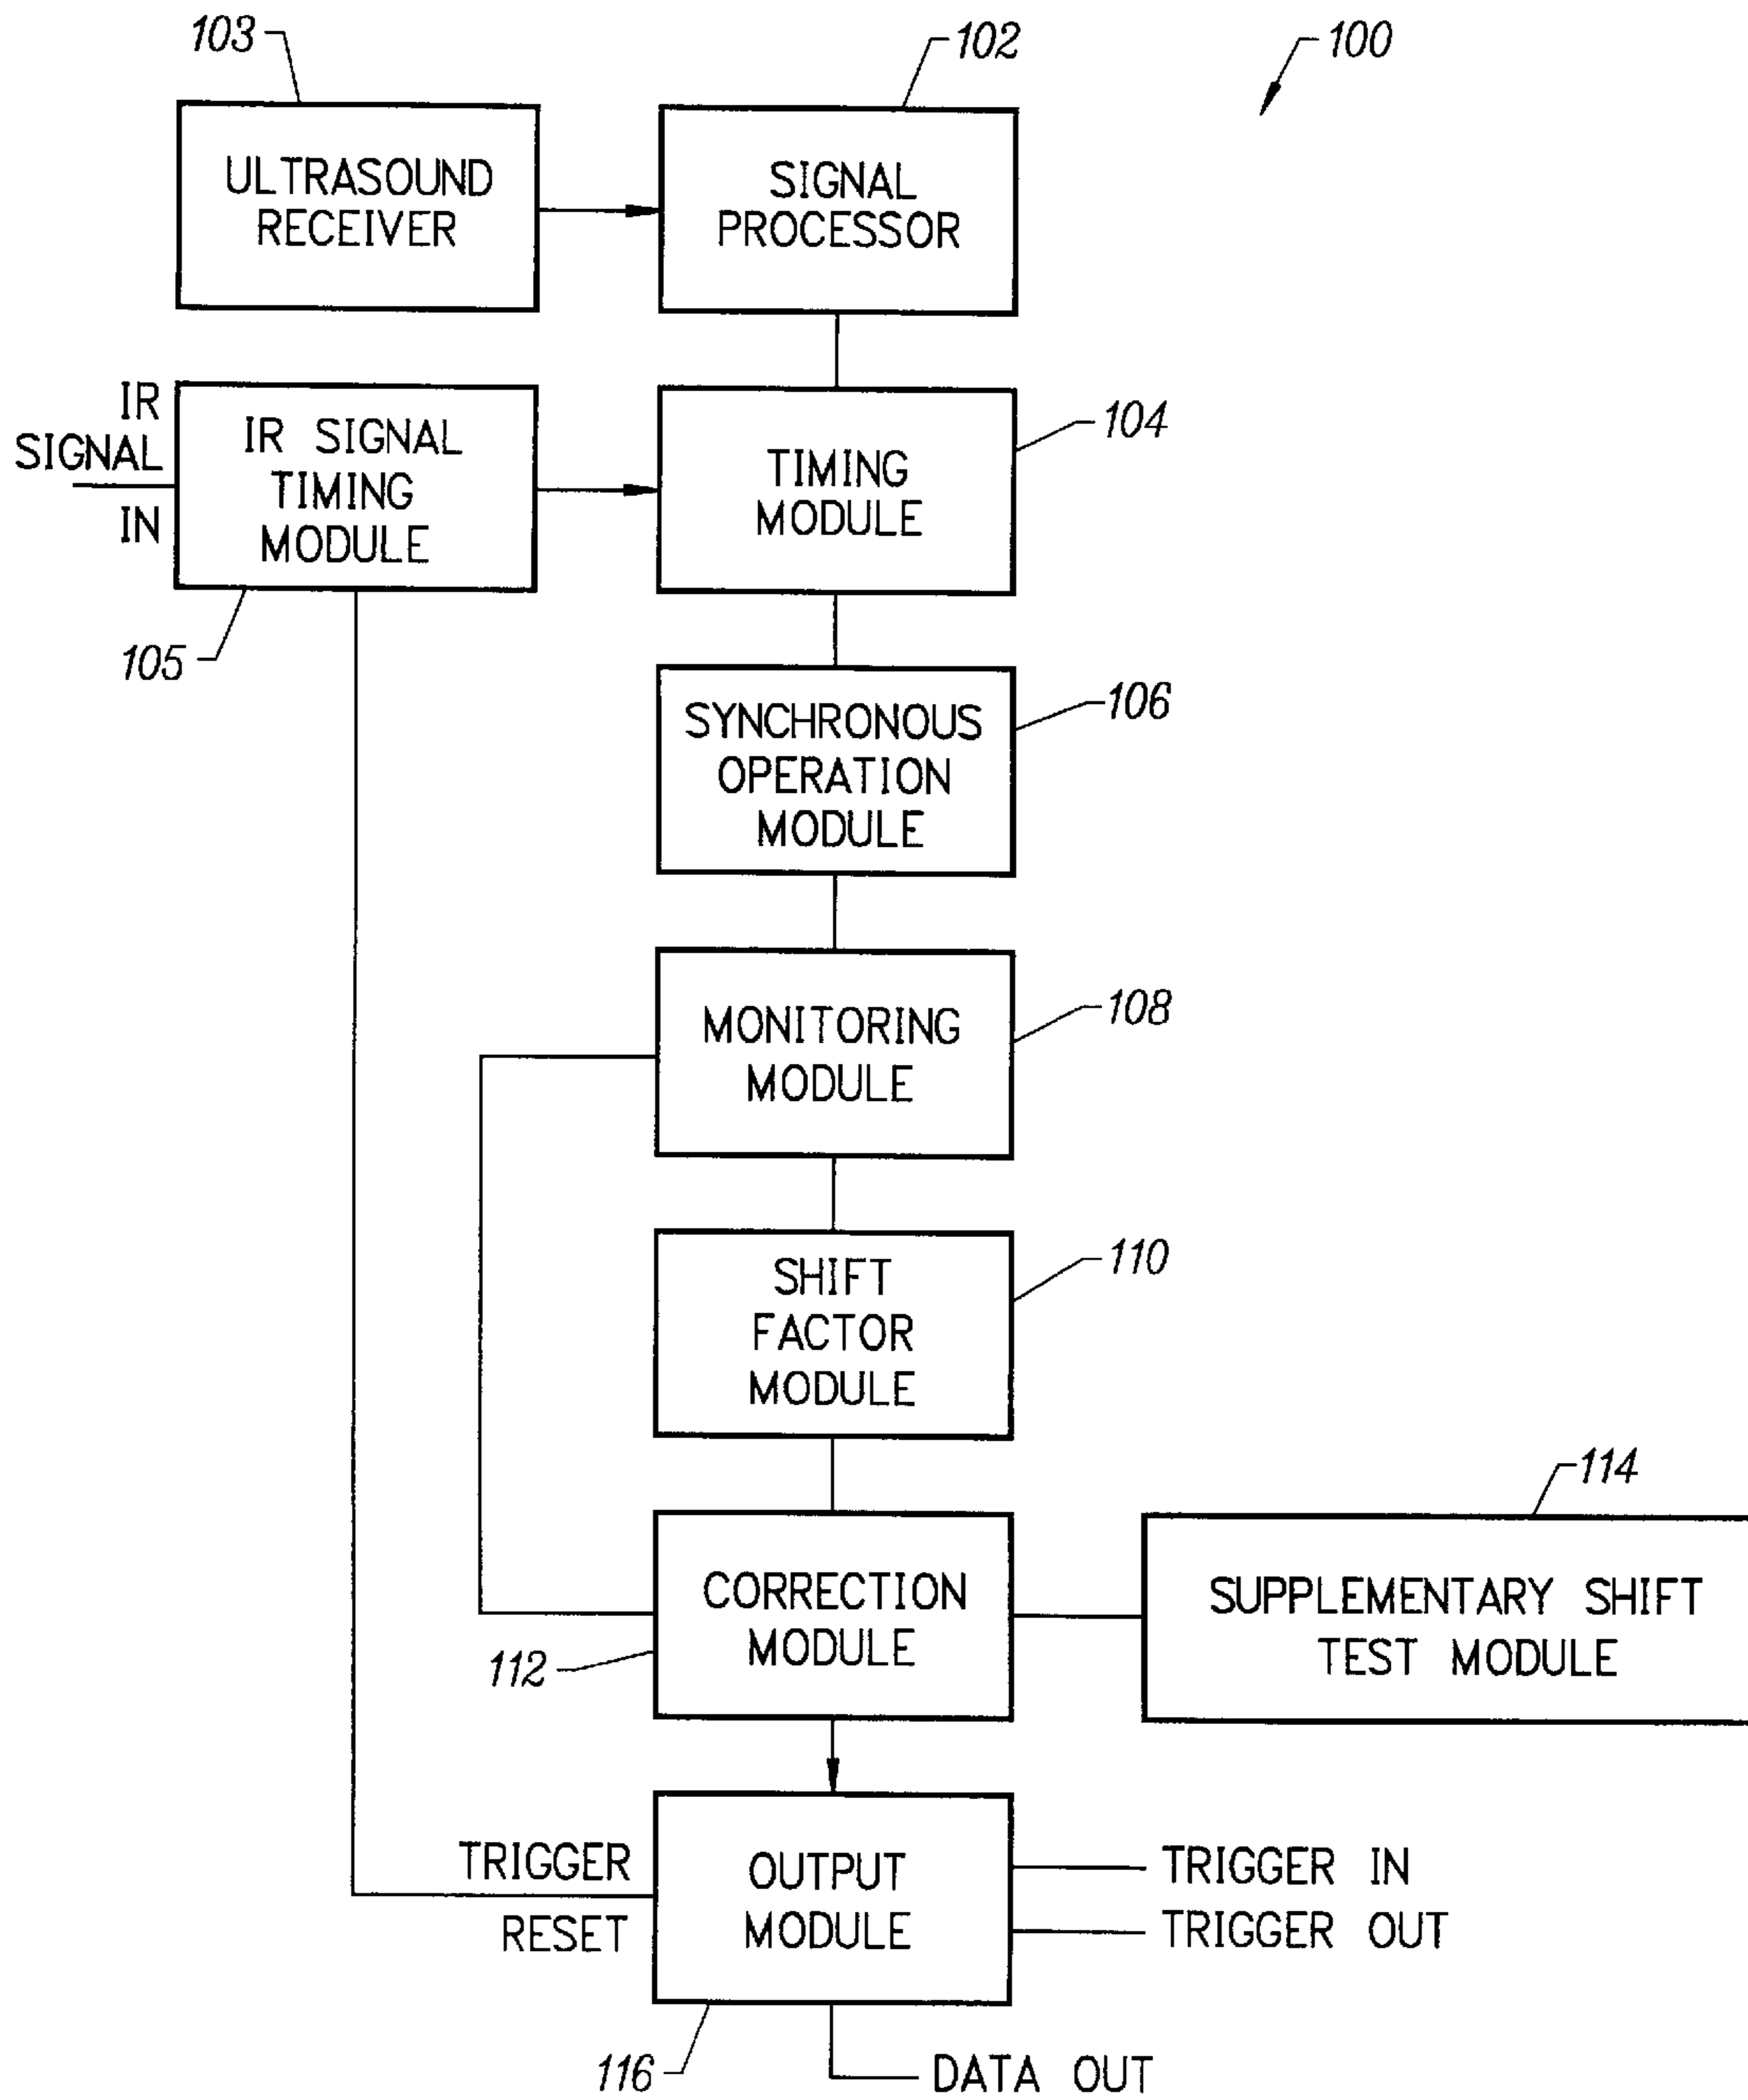 103
102
100
ULTRASOUND
RECEIVER
SIGNAL
PROCESSOR
IR
SIGNAL
IN
IR SIGNAL
TIMING
MODULE
105
TIMING
MODULE
104
SYNCHRONOUS
OPERATION
MODULE
106
MONITORING
MODULE
108
SHIFT
FACTOR
MODULE
110
CORRECTION
MODULE
112
114
SUPPLEMENTARY SHIFT
TEST MODULE
TRIGGER
RESET
OUTPUT
MODULE
TRIGGER IN
TRIGGER OUT
116
DATA OUT